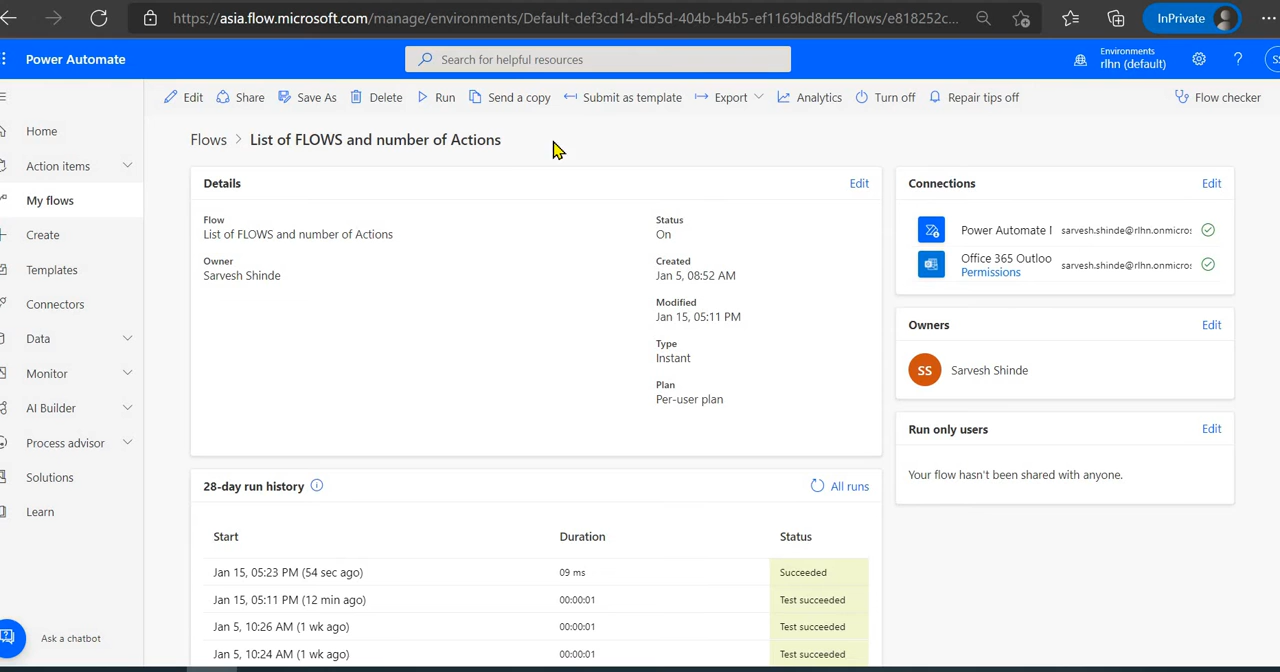 https://asia.flow.microsoft.com/manage/environments/Default-def3cd14-db5d-404b-b4b5-ef1169bd8df5/flows/e818252c...
InPrivate
Power Automate
Search for helpful resources
Environments
rlhn (default)
Edit
Share
Save As
Delete
Run
Send a copy
Submit as template
Export
Analytics
Turn off
Repair tips off
Flow checker
Home
Action items
My flows
Create
Templates
Connectors
Data
Monitor
AI Builder
Process advisor
Solutions
Learn
Ask a chatbot
Flows > List of FLOWS and number of Actions
Details
Edit
Flow
List of FLOWS and number of Actions
Owner
Sarvesh Shinde
Status
On
Created
Jan 5, 08:52 AM
Modified
Jan 15, 05:11 PM
Type
Instant
Plan
Per-user plan
28-day run history
All runs
Start Duration Status
Jan 15, 05:23 PM (54 sec ago) 09 ms Succeeded
Jan 15, 05:11 PM (12 min ago) 00:00:01 Test succeeded
Jan 5, 10:26 AM (1 wk ago) 00:00:01 Test succeeded
Jan 5, 10:24 AM (1 wk ago) 00:00:01 Test succeeded
Connections
Edit
Power Automate sarvesh.shinde@rlhn.onmicros
Office 365 Outloo sarvesh.shinde@rlhn.onmicros
Permissions
Owners
Edit
SS
Sarvesh Shinde
Run only users
Edit
Your flow hasn't been shared with anyone.